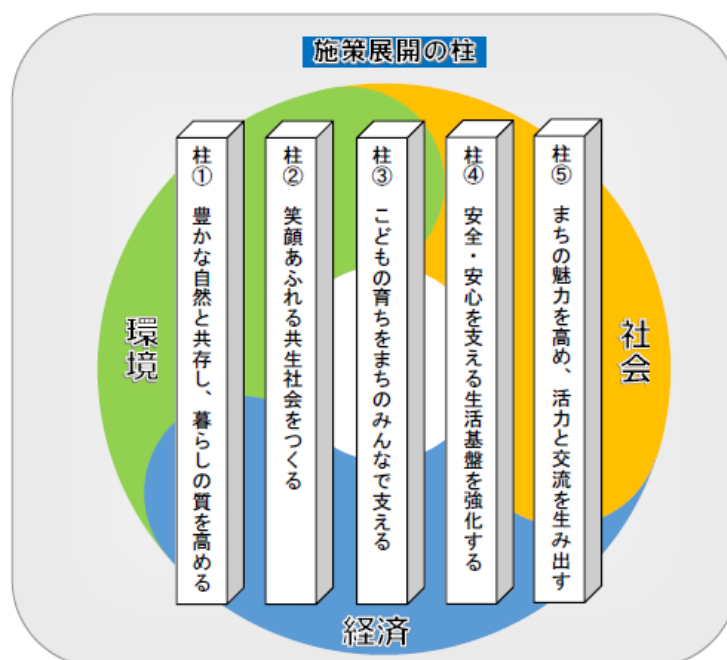 施策展開の柱
柱① 豊かな自然と共存し、暮らしの質を高める
柱② 笑顔あふれる共生社会をつくる
柱③ こどもの育ちをまちのみんなで支える
柱④ 安全・安心を支える生活基盤を強化する
柱⑤ まちの魅力を高め、活力と交流を生み出す
環境
社会
経済